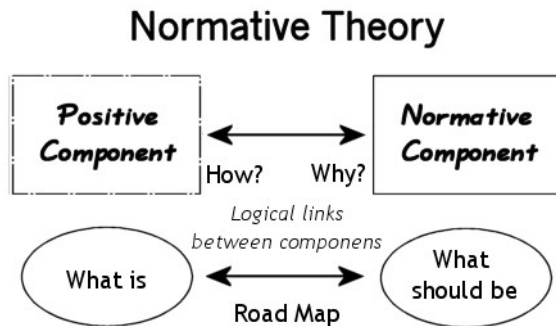 Normative Theory
Positive Component
Normative Component
How?
Why?
Logical links
between componens
What is
What should be
Road Map